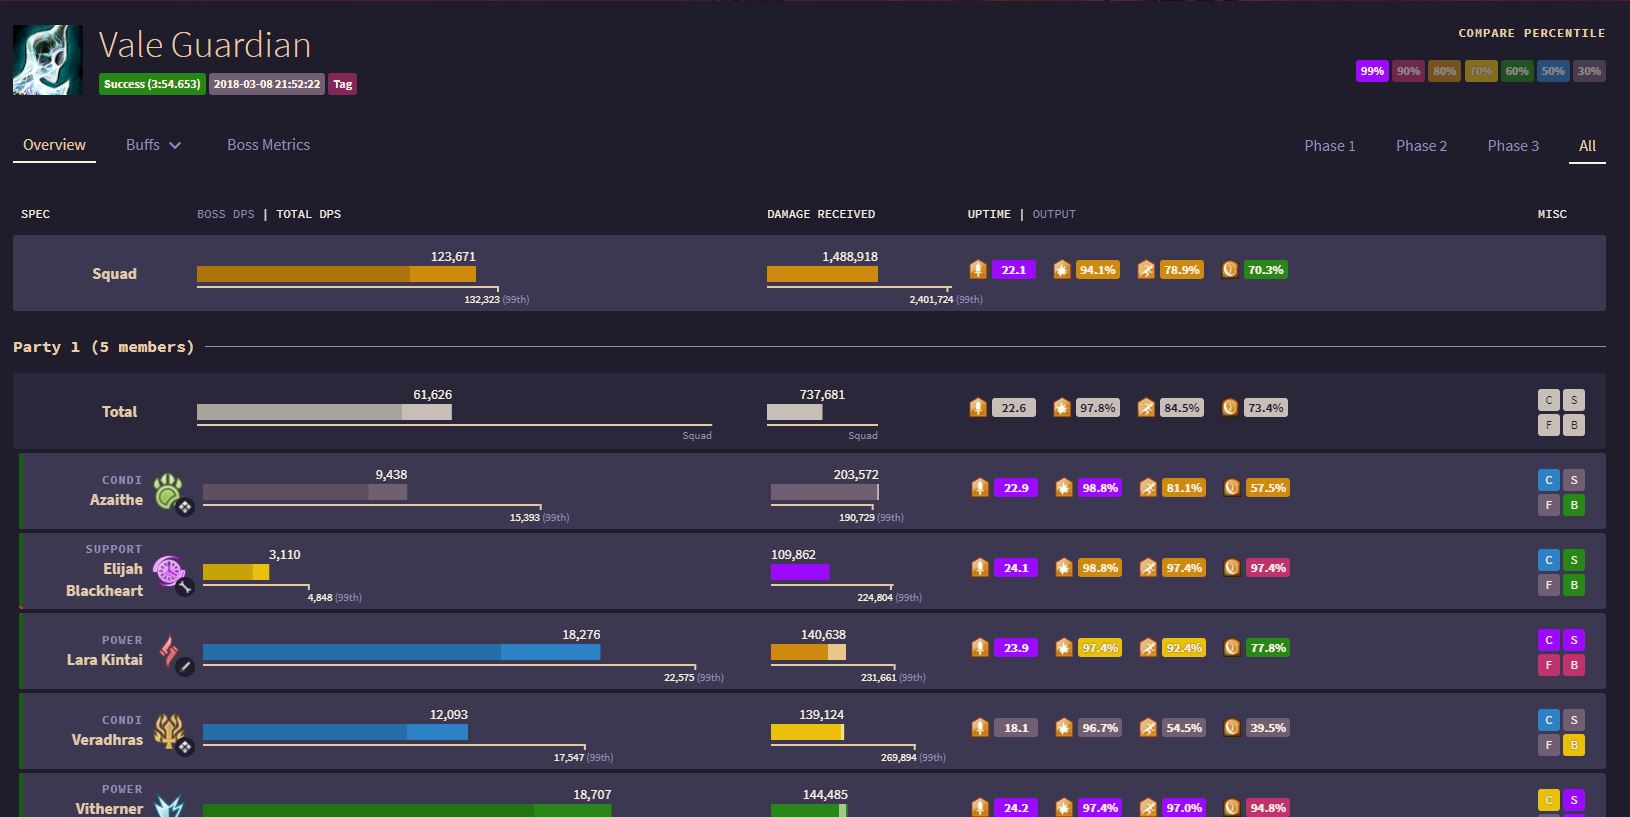 Vale Guardian
COMPARE PERCENTILE
Success (3:54.653) 2018-03-08 21:52:22 Tag
99% 90% 80% 70% 60% 50% 30%
Overview Buffs Boss Metrics
Phase 1 Phase 2 Phase 3 All
SPEC BOSS DPS | TOTAL DPS DAMAGE RECEIVED UPTIME | OUTPUT MISC
123,671 1,488,918
Squad 22.1 94.1% 78.9% 70.3%
132,323 (99th) 2,401,724 (99th)
Party 1 (5 members)
61,626 737,681
Total 22.6 97.8% 84.5% 73.4% C S
F B
Squad Squad
CONDI 9,438 203,572
Azaithe 22.9 98.8% 81.1% 57.5% C S
F B
15,393 (99th) 190,729 (99th)
SUPPORT 3,110 109,862
Elijah 24.1 98.8% 97.4% 97.4% C S
Blackheart F B
4,848 (99th) 224,804 (99th)
POWER 18,276 140,638
Lara Kintai 23.9 97.4% 92.4% 77.8% C S
F B
22,575 (99th) 231,661 (99th)
CONDI 12,093 139,124
Veradhras 18.1 96.7% 54.5% 39.5% C S
F B
17,547 (99th) 269,894 (99th)
POWER 18,707 144,485
Vitherner 24.2 97.4% 97.0% 94.8% C S